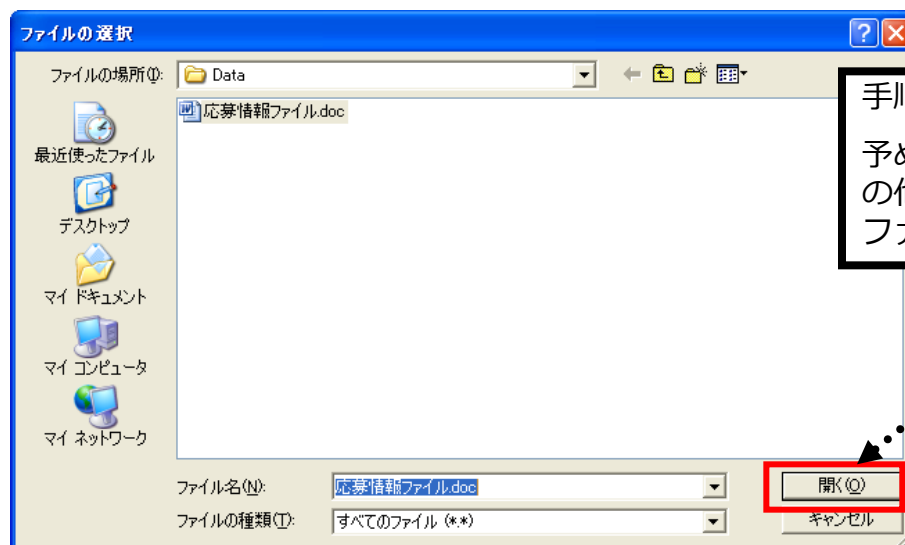 ファイルの選択
ファイルの場所(I):
Data
応募情報ファイル.doc
最近使ったファイル
デスクトップ
マイ ドキュメント
マイ コンピュータ
マイ ネットワーク
手順
予め
の
ファ
ファイル名(N):
応募情報ファイル.doc
開く(O)
ファイルの種類(T):
すべてのファイル (*.*)
キャンセル